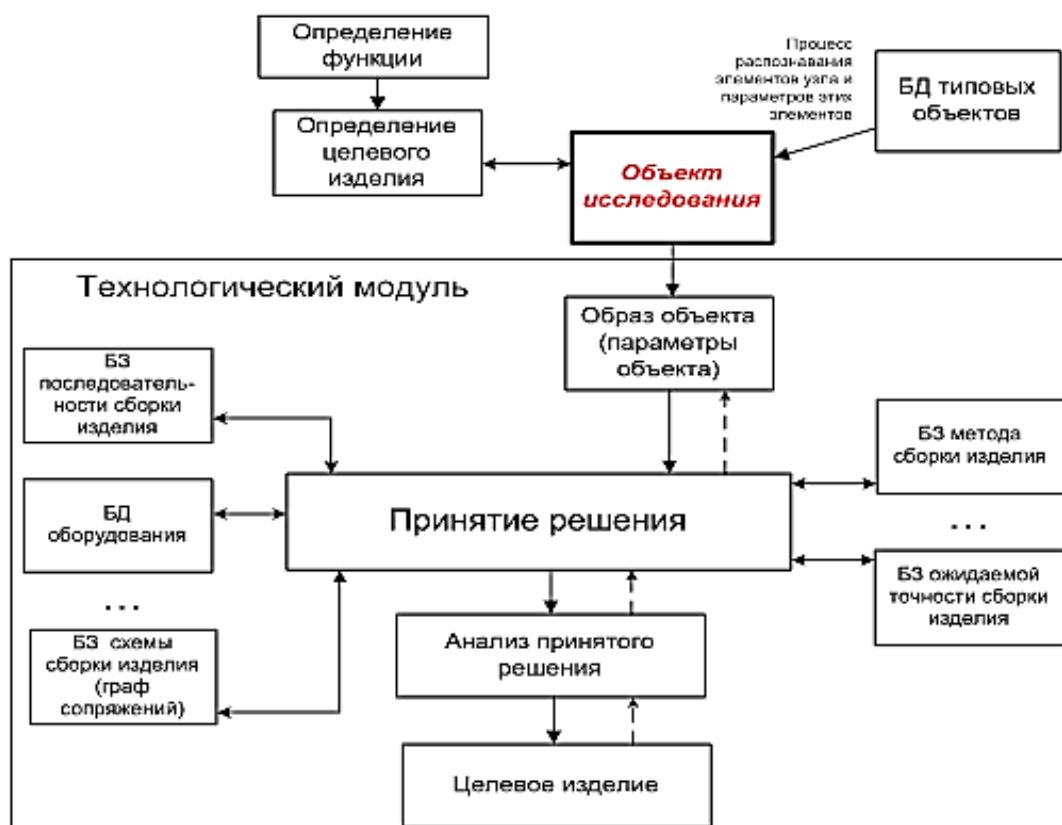 Определение
функции
Определение
целевого
изделия
Процесс
распознавания
элементов узла и
параметров этих
элементов
БД типовых
объектов
Объект
исследования
Технологический модуль
Образ объекта
(параметры
объекта)
БЗ
последователь-
ности сборки
изделия
БЗ метода
сборки изделия
Принятие решения
БД
оборудования
...
...
БЗ ожидаемой
точности сборки
изделия
БЗ схемы
сборки изделия
(граф
сопряжений)
Анализ принятого
решения
Целевое изделие